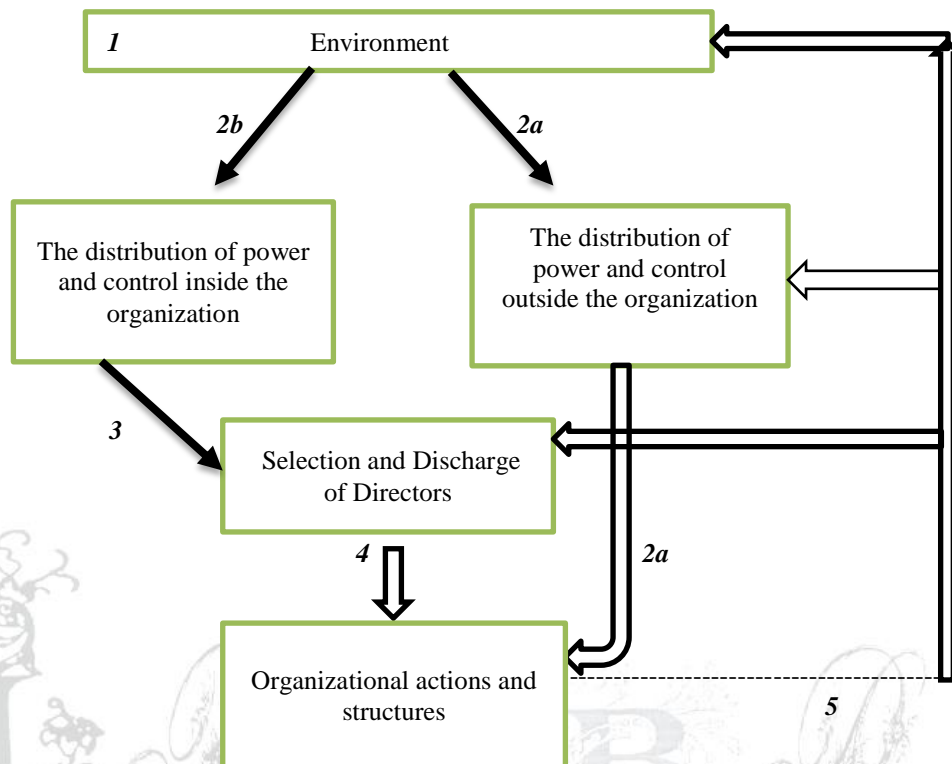 1 Environment
2b 2a
The distribution of power
and control inside the
organization
The distribution of
power and control
outside the organization
3
Selection and Discharge
of Directors
4
2a
Organizational actions and
structures
5